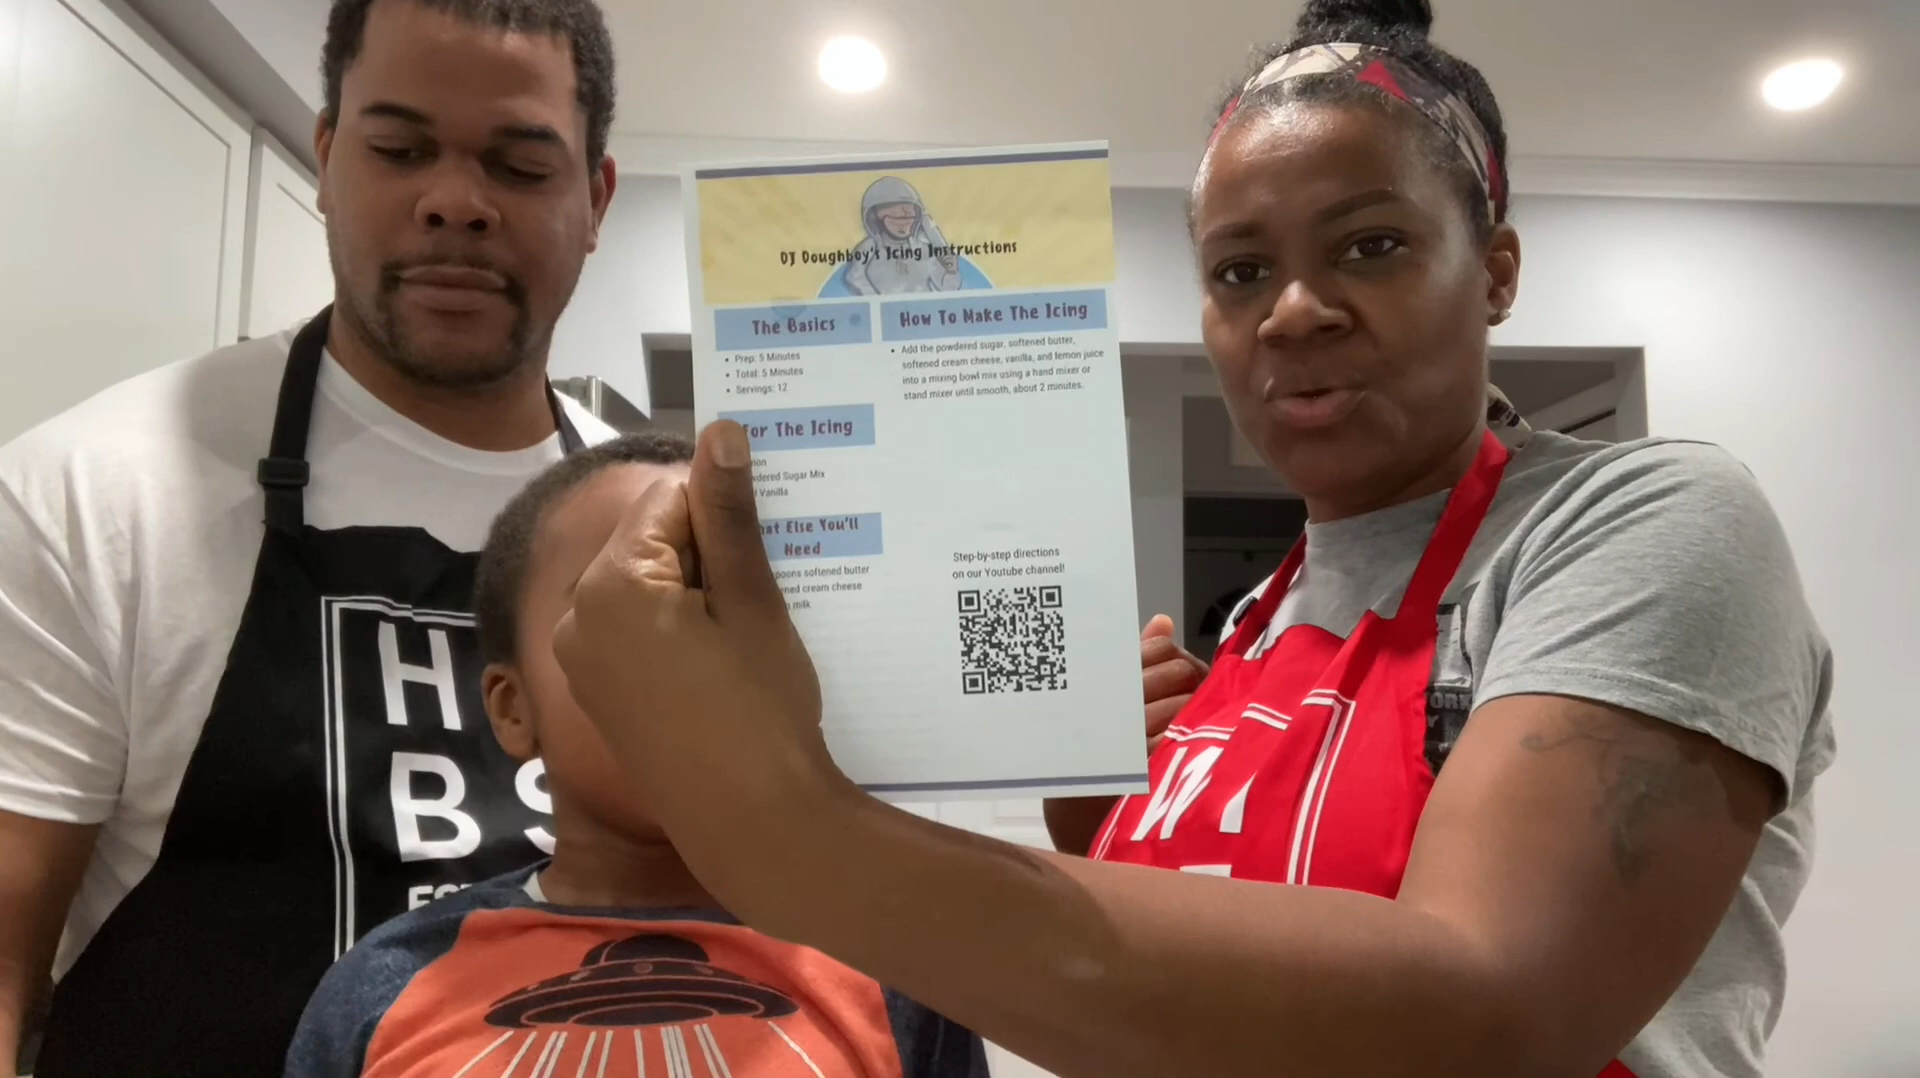 DJ Doughboy's Icing Instructions
The Basics
• Prep: 5 Minutes
• Total: 5 Minutes
• Servings: 12
How To Make The Icing
• Add the powdered sugar, softened butter,
softened cream cheese, vanilla, and lemon juice
into a mixing bowl mix using a hand mixer or
stand mixer until smooth, about 2 minutes.
For The Icing
Sugar Mix
Vanilla
Else You'll
Need
softened butter
cream cheese
milk
Step-by-step directions
on our Youtube channel!
H
B S